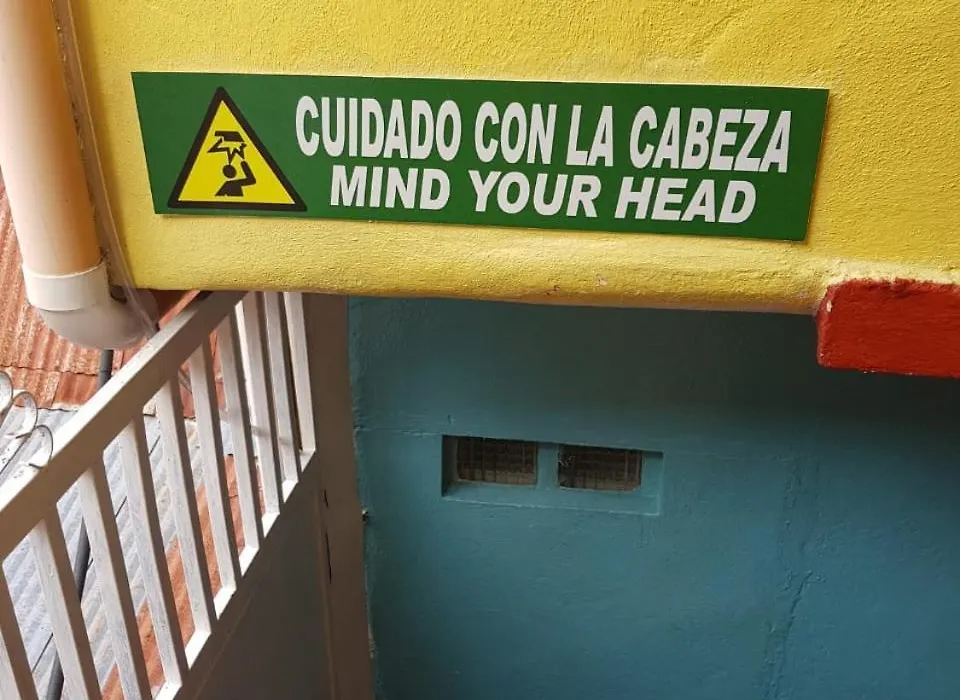 CUIDADO CON LA CABEZA
MIND YOUR HEAD